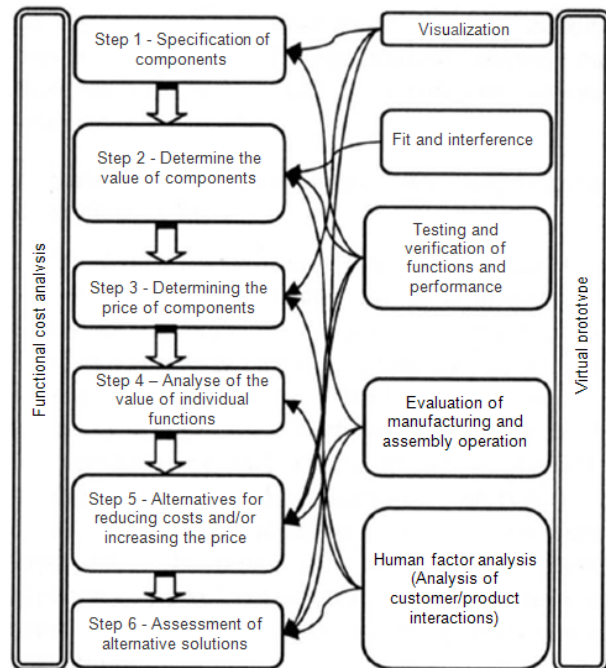 Functional cost analysis
Step 1 - Specification of
components
Step 2 - Determine the
value of components
Step 3 - Determining the
price of components
Step 4 – Analyse of the
value of individual
functions
Step 5 - Alternatives for
reducing costs and/or
increasing the price
Step 6 - Assessment of
alternative solutions
Visualization
Fit and interference
Testing and
verification of
functions and
performance
Evaluation of
manufacturing and
assembly operation
Human factor analysis
(Analysis of
customer/product
interactions)
Virtual prototype